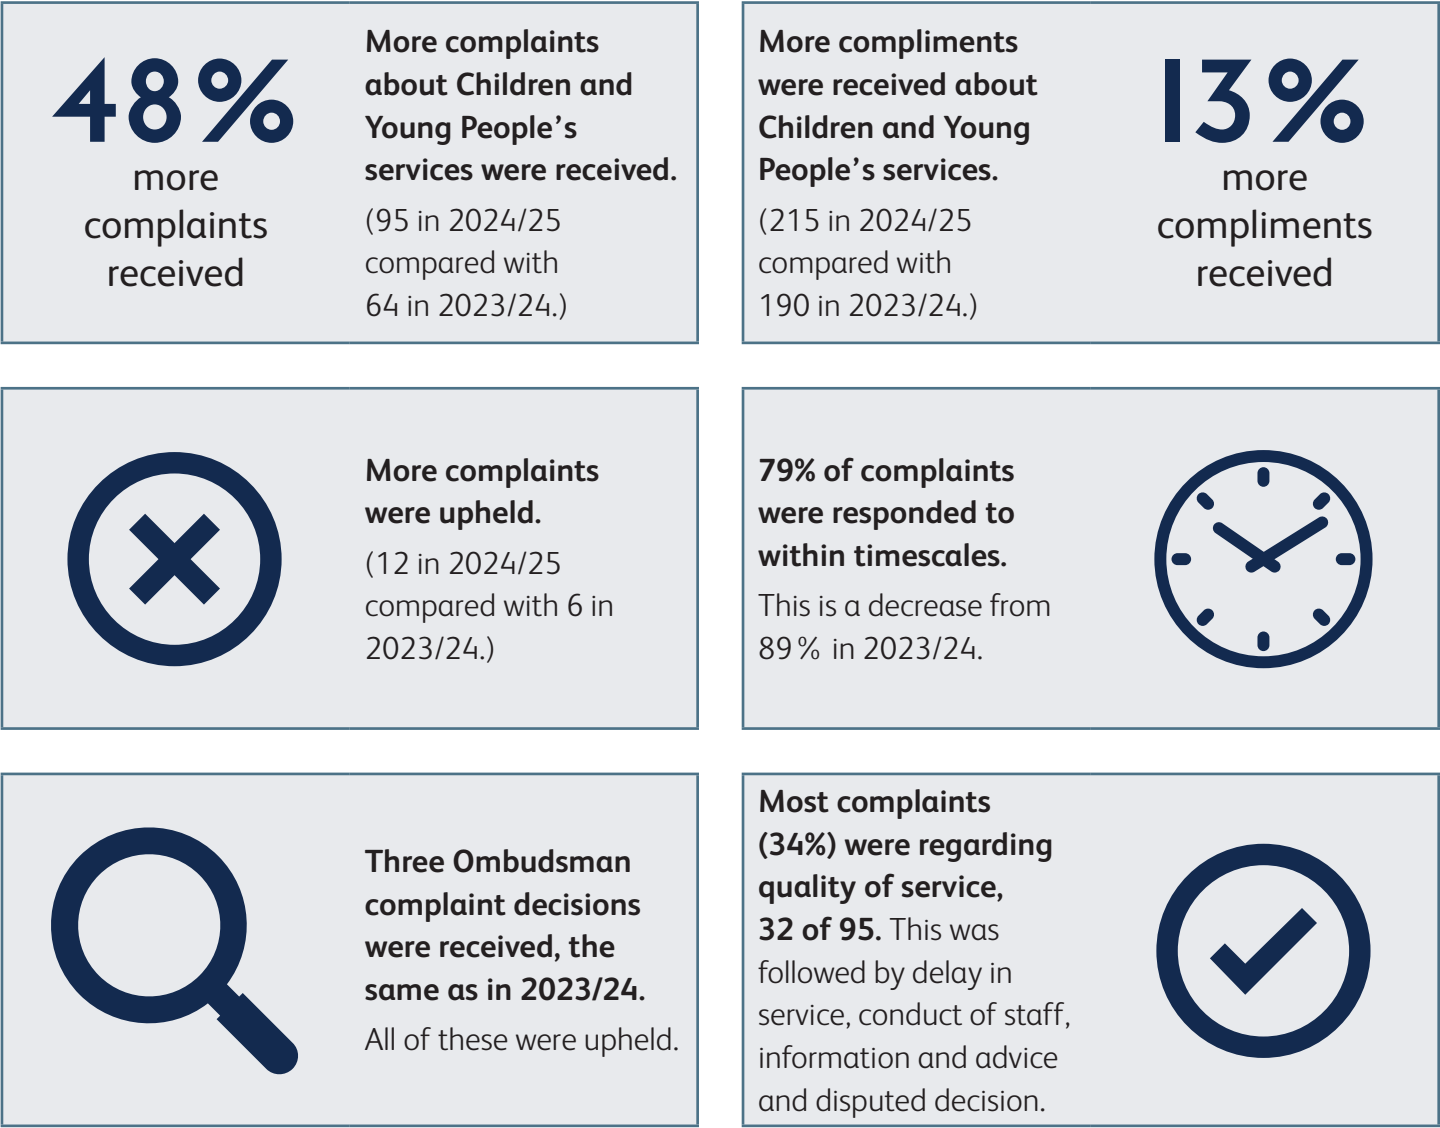 48%
more
complaints
received
More complaints
about Children and
Young People’s
services were received.
(95 in 2024/25
compared with
64 in 2023/24.)
More compliments
were received about
Children and Young
People’s services.
(215 in 2024/25
compared with
190 in 2023/24.)
13%
more
compliments
received
More complaints
were upheld.
(12 in 2024/25
compared with 6 in
2023/24.)
79% of complaints
were responded to
within timescales.
This is a decrease from
89% in 2023/24.
Three Ombudsman
complaint decisions
were received, the
same as in 2023/24.
All of these were upheld.
Most complaints
(34%) were regarding
quality of service,
32 of 95. This was
followed by delay in
service, conduct of staff,
information and advice
and disputed decision.